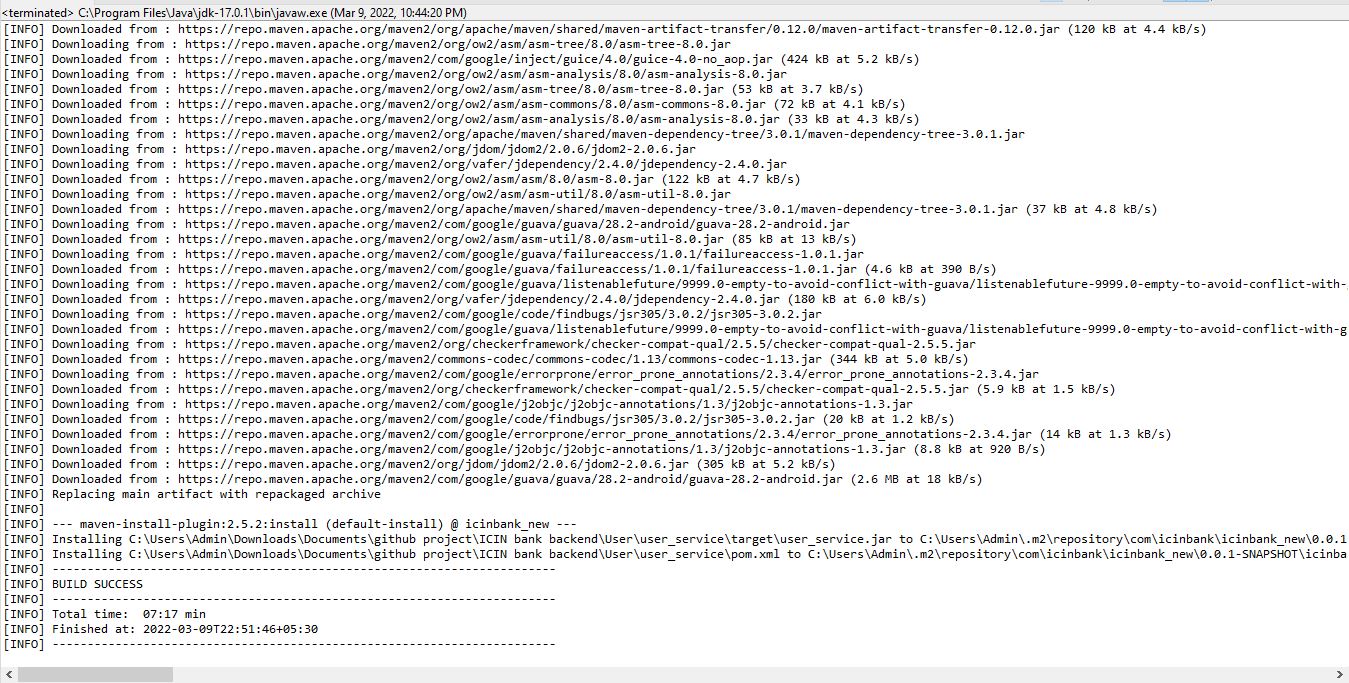 <terminated> C:\Program Files\Java\jdk-17.0.1\bin\javaw.exe (Mar 9, 2022, 10:44:20 PM)
[INFO] Downloaded from : https://repo.maven.apache.org/maven2/org/apache/maven/shared/maven-artifact-transfer/0.12.0/maven-artifact-transfer-0.12.0.jar (120 kB at 4.4 kB/s)
[INFO] Downloading from : https://repo.maven.apache.org/maven2/org/ow2/asm/asm-tree/8.0/asm-tree-8.0.jar
[INFO] Downloaded from : https://repo.maven.apache.org/maven2/com/google/inject/guice/4.0/guice-4.0-no_aop.jar (424 kB at 5.2 kB/s)
[INFO] Downloading from : https://repo.maven.apache.org/maven2/org/ow2/asm/asm-analysis/8.0/asm-analysis-8.0.jar
[INFO] Downloaded from : https://repo.maven.apache.org/maven2/org/ow2/asm/asm-tree/8.0/asm-tree-8.0.jar (53 kB at 3.7 kB/s)
[INFO] Downloaded from : https://repo.maven.apache.org/maven2/org/ow2/asm/asm-commons/8.0/asm-commons-8.0.jar (72 kB at 4.1 kB/s)
[INFO] Downloaded from : https://repo.maven.apache.org/maven2/org/ow2/asm/asm-analysis/8.0/asm-analysis-8.0.jar (33 kB at 4.3 kB/s)
[INFO] Downloading from : https://repo.maven.apache.org/maven2/org/apache/maven/shared/maven-dependency-tree/3.0.1/maven-dependency-tree-3.0.1.jar
[INFO] Downloading from : https://repo.maven.apache.org/maven2/org/jdom/jdom2/2.0.6/jdom2-2.0.6.jar
[INFO] Downloading from : https://repo.maven.apache.org/maven2/org/vafer/jdependency/2.4.0/jdependency-2.4.0.jar
[INFO] Downloaded from : https://repo.maven.apache.org/maven2/org/ow2/asm/asm/8.0/asm-8.0.jar (122 kB at 4.7 kB/s)
[INFO] Downloading from : https://repo.maven.apache.org/maven2/org/ow2/asm/asm-util/8.0/asm-util-8.0.jar
[INFO] Downloaded from : https://repo.maven.apache.org/maven2/org/apache/maven/shared/maven-dependency-tree/3.0.1/maven-dependency-tree-3.0.1.jar (37 kB at 4.8 kB/s)
[INFO] Downloading from : https://repo.maven.apache.org/maven2/com/google/guava/guava/28.2-android/guava-28.2-android.jar
[INFO] Downloaded from : https://repo.maven.apache.org/maven2/org/ow2/asm/asm-util/8.0/asm-util-8.0.jar (85 kB at 13 kB/s)
[INFO] Downloading from : https://repo.maven.apache.org/maven2/com/google/guava/failureaccess/1.0.1/failureaccess-1.0.1.jar
[INFO] Downloaded from : https://repo.maven.apache.org/maven2/com/google/guava/failureaccess/1.0.1/failureaccess-1.0.1.jar (4.6 kB at 390 B/s)
[INFO] Downloading from : https://repo.maven.apache.org/maven2/com/google/guava/listenablefuture/9999.0-empty-to-avoid-conflict-with-guava/listenablefuture-9999.0-empty-to-avoid-conflict-with-
[INFO] Downloaded from : https://repo.maven.apache.org/maven2/org/vafer/jdependency/2.4.0/jdependency-2.4.0.jar (180 kB at 6.0 kB/s)
[INFO] Downloading from : https://repo.maven.apache.org/maven2/com/google/code/findbugs/jsr305/3.0.2/jsr305-3.0.2.jar
[INFO] Downloaded from : https://repo.maven.apache.org/maven2/com/google/guava/listenablefuture/9999.0-empty-to-avoid-conflict-with-guava/listenablefuture-9999.0-empty-to-avoid-conflict-with-g
[INFO] Downloading from : https://repo.maven.apache.org/maven2/org/checkerframework/checker-compat-qual/2.5.5/checker-compat-qual-2.5.5.jar
[INFO] Downloaded from : https://repo.maven.apache.org/maven2/commons-codec/commons-codec/1.13/commons-codec-1.13.jar (344 kB at 5.0 kB/s)
[INFO] Downloading from : https://repo.maven.apache.org/maven2/com/google/errorprone/error_prone_annotations/2.3.4/error_prone_annotations-2.3.4.jar
[INFO] Downloaded from : https://repo.maven.apache.org/maven2/org/checkerframework/checker-compat-qual/2.5.5/checker-compat-qual-2.5.5.jar (5.9 kB at 1.5 kB/s)
[INFO] Downloading from : https://repo.maven.apache.org/maven2/com/google/j2objc/j2objc-annotations/1.3/j2objc-annotations-1.3.jar
[INFO] Downloaded from : https://repo.maven.apache.org/maven2/com/google/code/findbugs/jsr305/3.0.2/jsr305-3.0.2.jar (20 kB at 1.2 kB/s)
[INFO] Downloaded from : https://repo.maven.apache.org/maven2/com/google/errorprone/error_prone_annotations/2.3.4/error_prone_annotations-2.3.4.jar (14 kB at 1.3 kB/s)
[INFO] Downloaded from : https://repo.maven.apache.org/maven2/com/google/j2objc/j2objc-annotations/1.3/j2objc-annotations-1.3.jar (8.8 kB at 920 B/s)
[INFO] Downloaded from : https://repo.maven.apache.org/maven2/org/jdom/jdom2/2.0.6/jdom2-2.0.6.jar (305 kB at 5.2 kB/s)
[INFO] Downloaded from : https://repo.maven.apache.org/maven2/com/google/guava/guava/28.2-android/guava-28.2-android.jar (2.6 MB at 18 kB/s)
[INFO] Replacing main artifact with repackaged archive
[INFO]
[INFO] --- maven-install-plugin:2.5.2:install (default-install) @ icinbank_new ---
[INFO] Installing C:\Users\Admin\Downloads\Documents\github project\ICIN bank backend\User\user_service\target\user_service.jar to C:\Users\Admin\.m2\repository\com\icinbank\icinbank_new\0.0.1
[INFO] Installing C:\Users\Admin\Downloads\Documents\github project\ICIN bank backend\User\user_service\pom.xml to C:\Users\Admin\.m2\repository\com\icinbank\icinbank_new\0.0.1-SNAPSHOT\icinba
[INFO] ------------------------------------------------------------------------
[INFO] BUILD SUCCESS
[INFO] ------------------------------------------------------------------------
[INFO] Total time:  07:17 min
[INFO] Finished at: 2022-03-09T22:51:46+05:30
[INFO] ------------------------------------------------------------------------